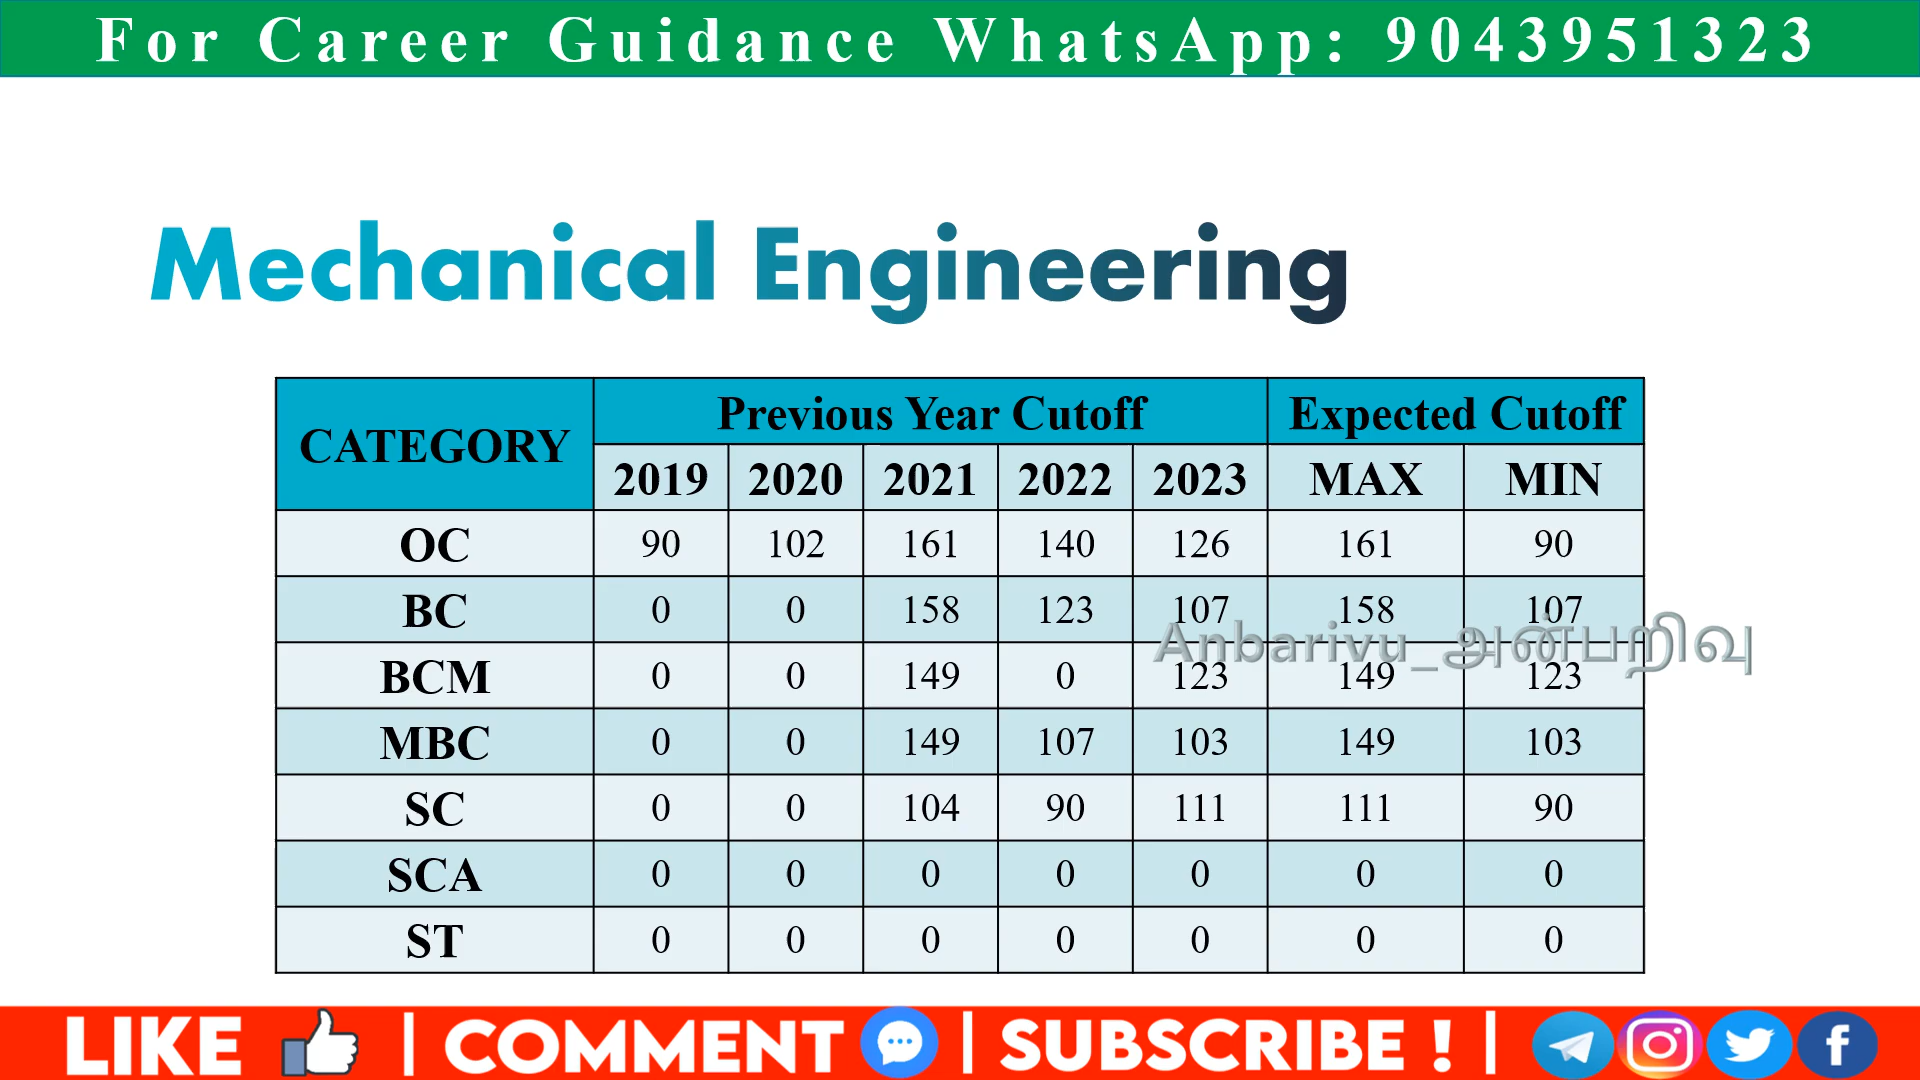 For Career Guidance WhatsApp: 9043951323
Mechanical Engineering
CATEGORY Previous Year Cutoff Expected Cutoff
2019 2020 2021 2022 2023 MAX MIN
OC 90 102 161 140 126 161 90
BC 0 0 158 123 107 158 107
Anbarivu_அன்பறிவு
BCM 0 0 149 0 123 149 123
MBC 0 0 149 107 103 149 103
SC 0 0 104 90 111 111 90
SCA 0 0 0 0 0 0 0
ST 0 0 0 0 0 0 0
LIKE | COMMENT | SUBSCRIBE ! |